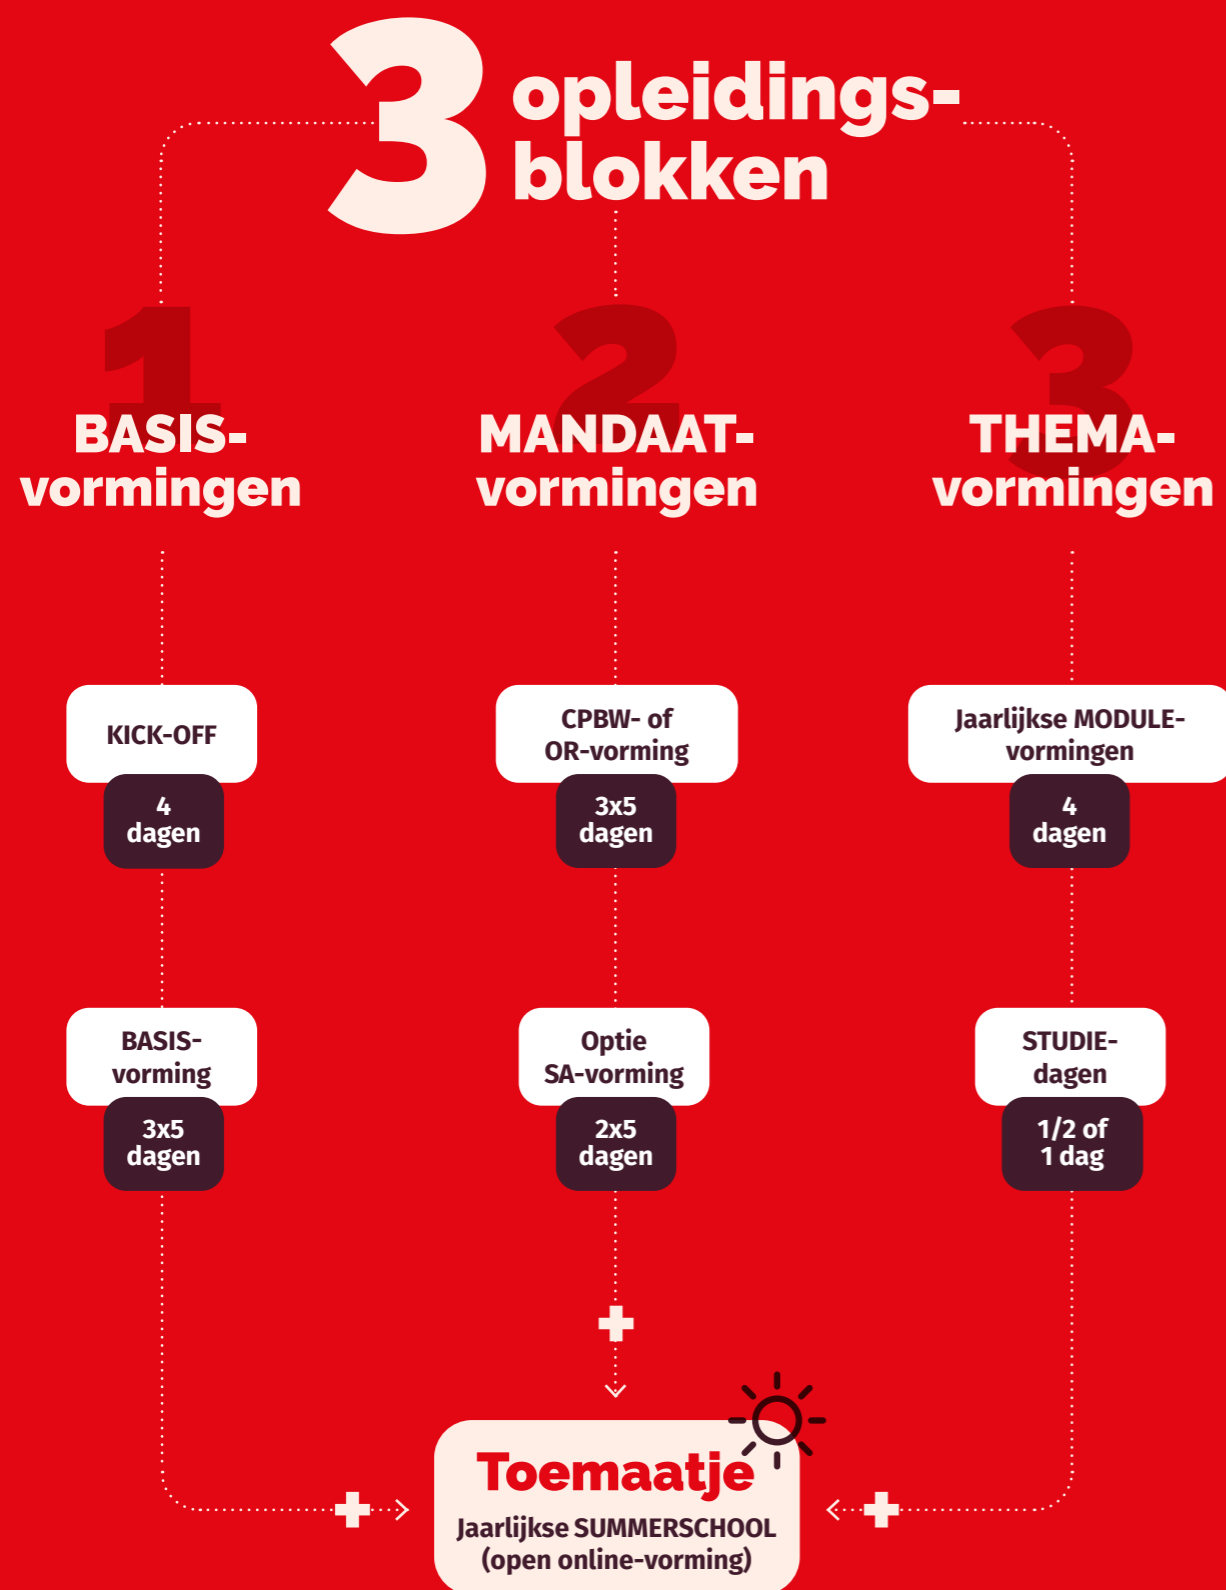 3 opleidings-
blokken
1
BASIS-
vormingen
KICK-OFF
4
dagen
BASIS-
vorming
3x5
dagen
2
MANDAAT-
vormingen
CPBW- of
OR-vorming
3x5
dagen
Optie
SA-vorming
2x5
dagen
3
THEMA-
vormingen
Jaarlijkse MODULE-
vormingen
4
dagen
STUDIE-
dagen
1/2 of
1 dag
Toemaatje
Jaarlijkse SUMMERSCHOOL
(open online-vorming)